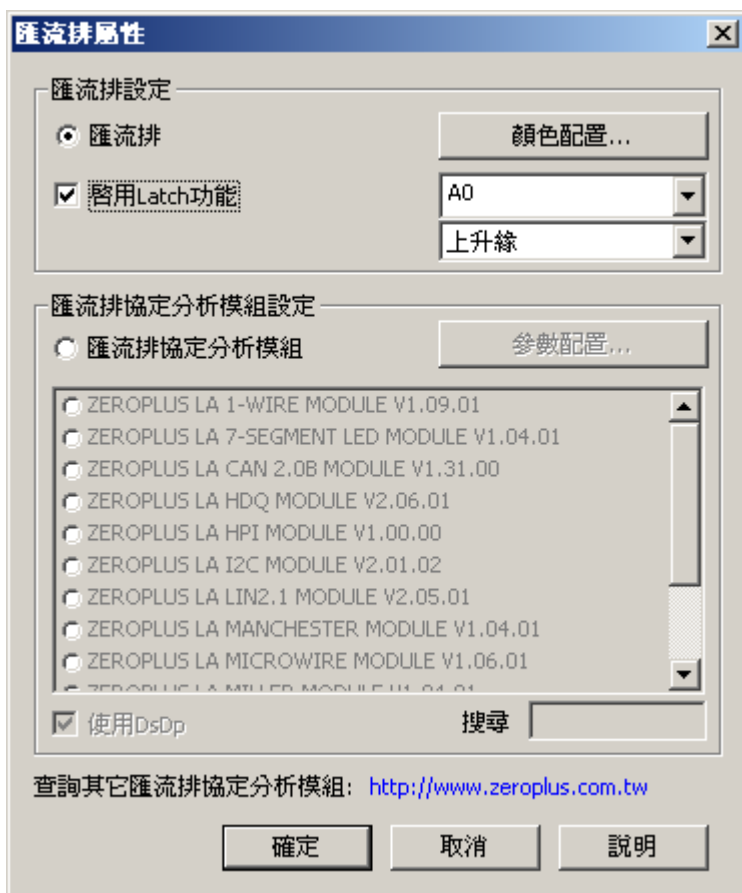 匯流排屬性
匯流排設定
匯流排
顏色配置...
啓用Latch功能
A0
上升緣
匯流排協定分析模組設定
匯流排協定分析模組
參數配置...
ZEROPLUS LA 1-WIRE MODULE V1.09.01
ZEROPLUS LA 7-SEGMENT LED MODULE V1.04.01
ZEROPLUS LA CAN 2.0B MODULE V1.31.00
ZEROPLUS LA HDQ MODULE V2.06.01
ZEROPLUS LA HPI MODULE V1.00.00
ZEROPLUS LA I2C MODULE V2.01.02
ZEROPLUS LA LIN2.1 MODULE V2.05.01
ZEROPLUS LA MANCHESTER MODULE V1.04.01
ZEROPLUS LA MICROWIRE MODULE V1.06.01
ZEROPLUS LA MILLER MODULE V1.04.01
使用DsDp
搜尋
查詢其它匯流排協定分析模組: http://www.zeroplus.com.tw
確定
取消
說明